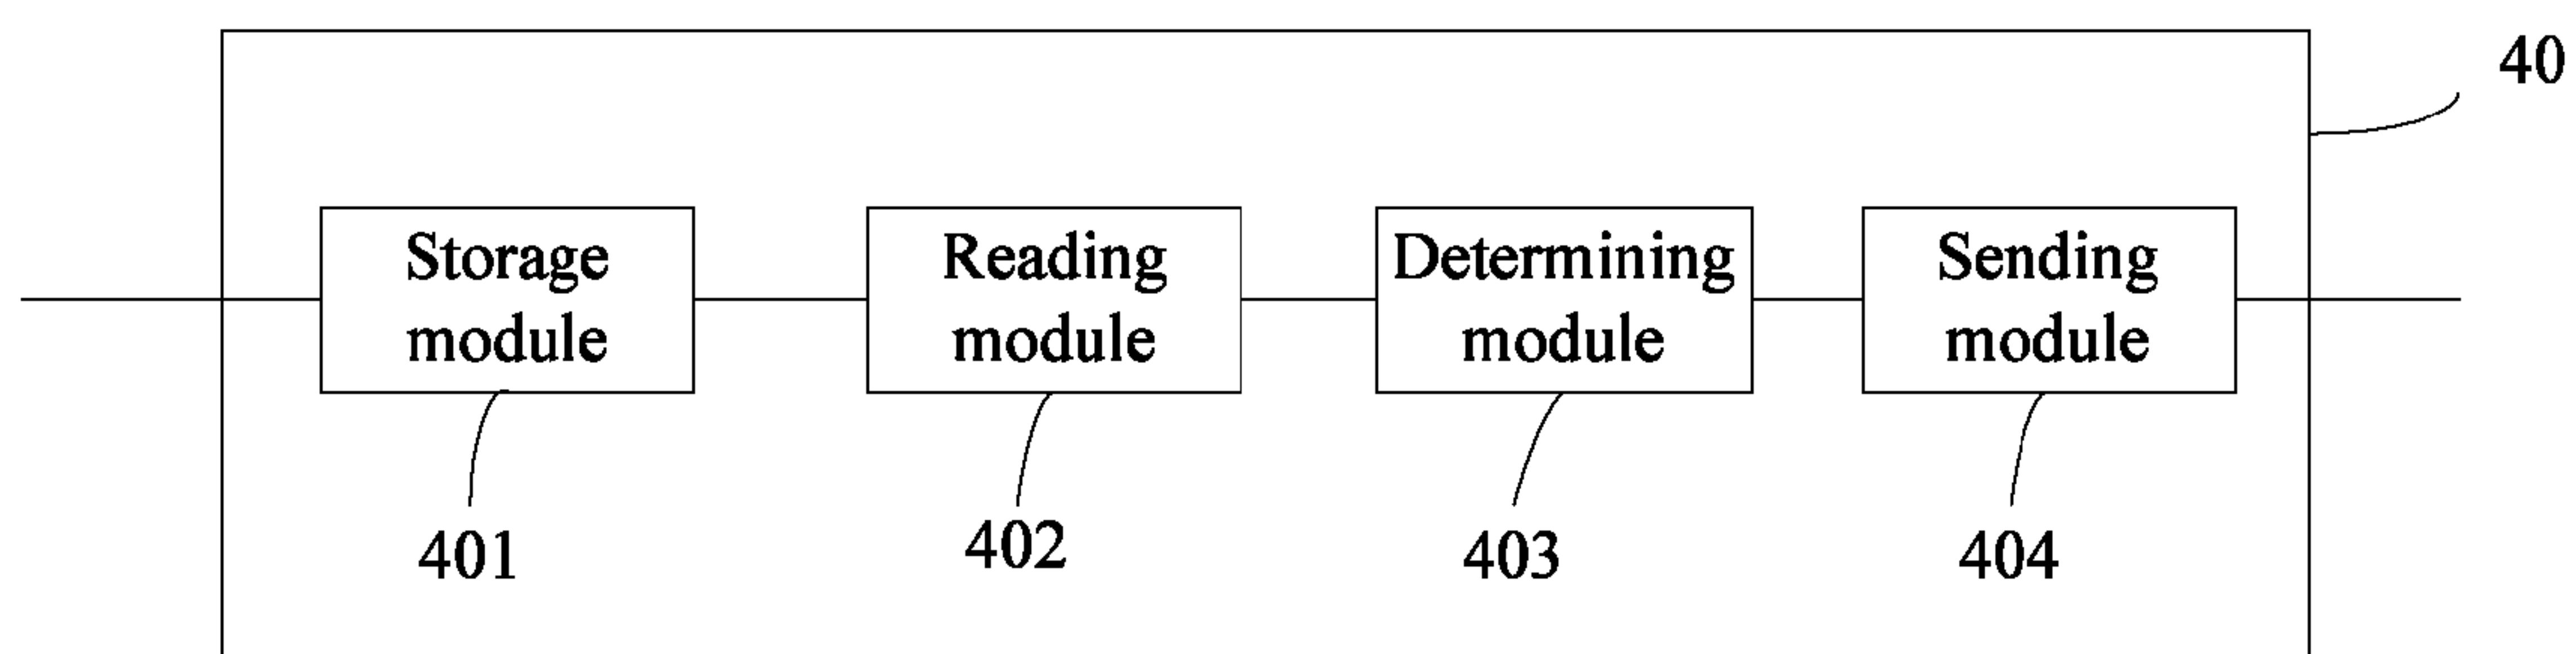 40
Storage
module
Reading
module
Determining
module
Sending
module
401
402
403
404